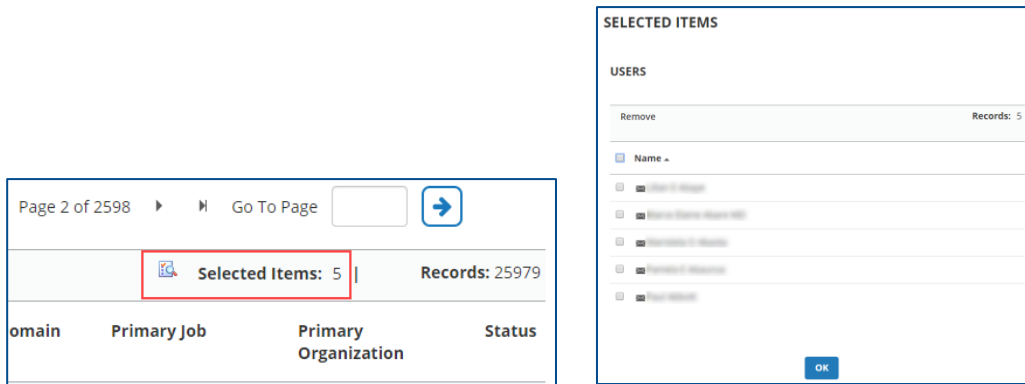 Page 2 of 2598 Go To Page
Selected Items: 5 | Records: 25979
omain Primary Job Primary Organization Status
SELECTED ITEMS
USERS
Remove Records: 5
Name
OK